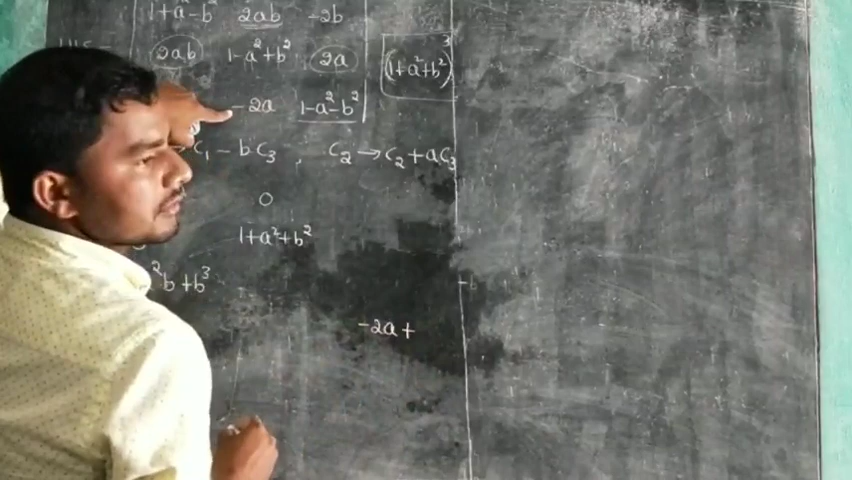 1+a²-b² 2ab -2b
2ab 1-a²+b² 2a (1+a²+b²)³
-2a 1-a²-b²
C₁ - bC₃ , C₂ → C₂ + aC₃
0
1+a²+b²
²b + b³
-2a +